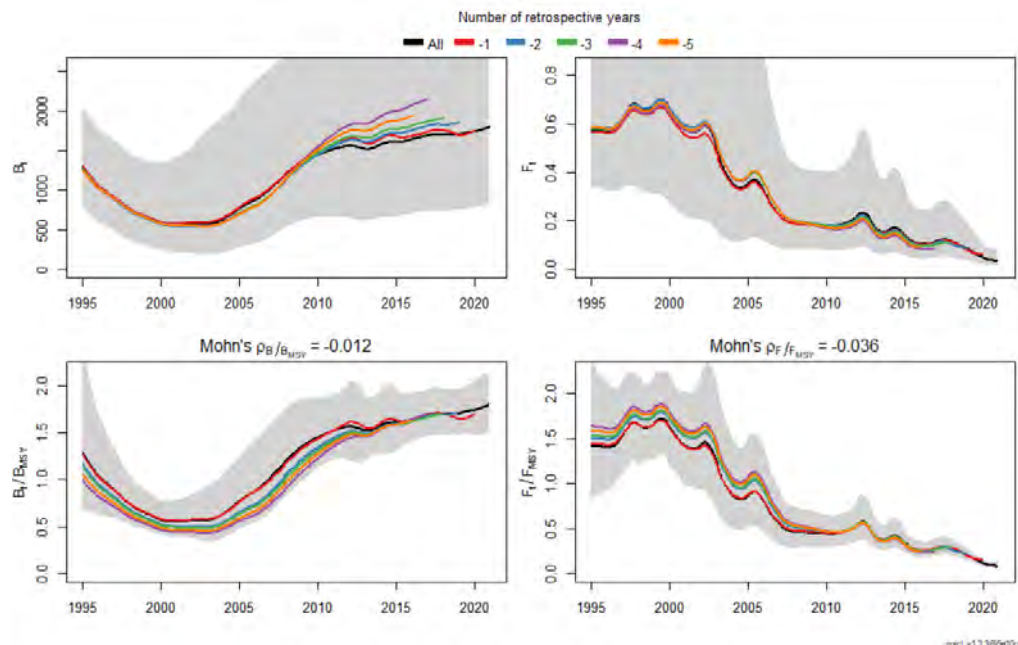 Number of retrospective years
All -1 -2 -3 -4 -5
Bt
0 500 1000 2000
1995 2000 2005 2010 2015 2020
Ft
0.0 0.2 0.4 0.6 0.8
1995 2000 2005 2010 2015 2020
Mohn's ρB/BMSY = -0.012
Bt/BMSY
0.0 0.5 1.0 1.5 2.0
1995 2000 2005 2010 2015 2020
Mohn's ρF/FMSY = -0.036
Ft/FMSY
0.0 0.5 1.0 1.5 2.0
1995 2000 2005 2010 2015 2020